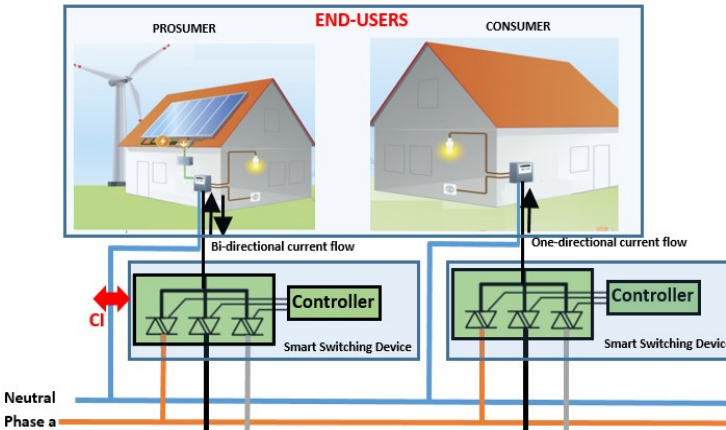 END-USERS
PROSUMER
CONSUMER
Bi-directional current flow
One-directional current flow
CI
Controller
Controller
Smart Switching Device
Smart Switching Device
Neutral
Phase a